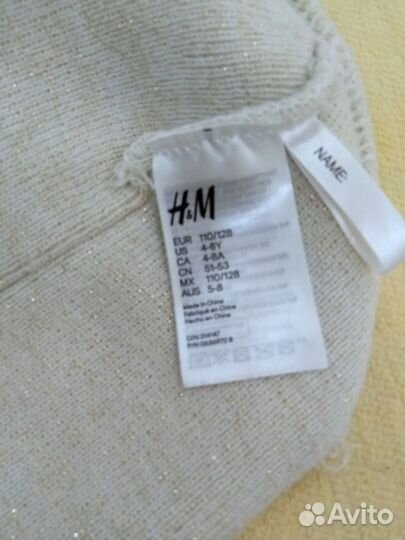 H&M
NAME:
EUR 110/128
US 4-8Y
CA 4-8A
CN 51-53
MX 110/128
AUS 5-8
Made in China
Fabriqué en Chine
Hecho en China
O/N 314147
Avito